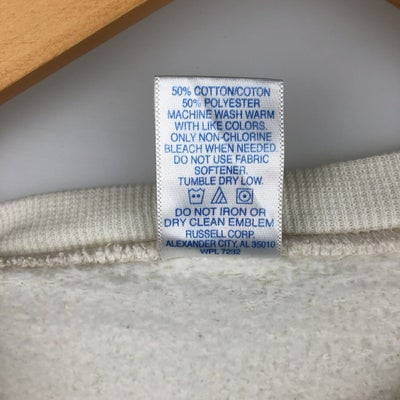 50% COTTON/COTON
50% POLYESTER
MACHINE WASH WARM
WITH LIKE COLORS.
ONLY NON-CHLORINE
BLEACH WHEN NEEDED.
DO NOT USE FABRIC
SOFTENER.
TUMBLE DRY LOW.
DO NOT IRON OR
DRY CLEAN EMBLEM
RUSSELL CORP.
ALEXANDER CITY, AL 35010
WPL 7232